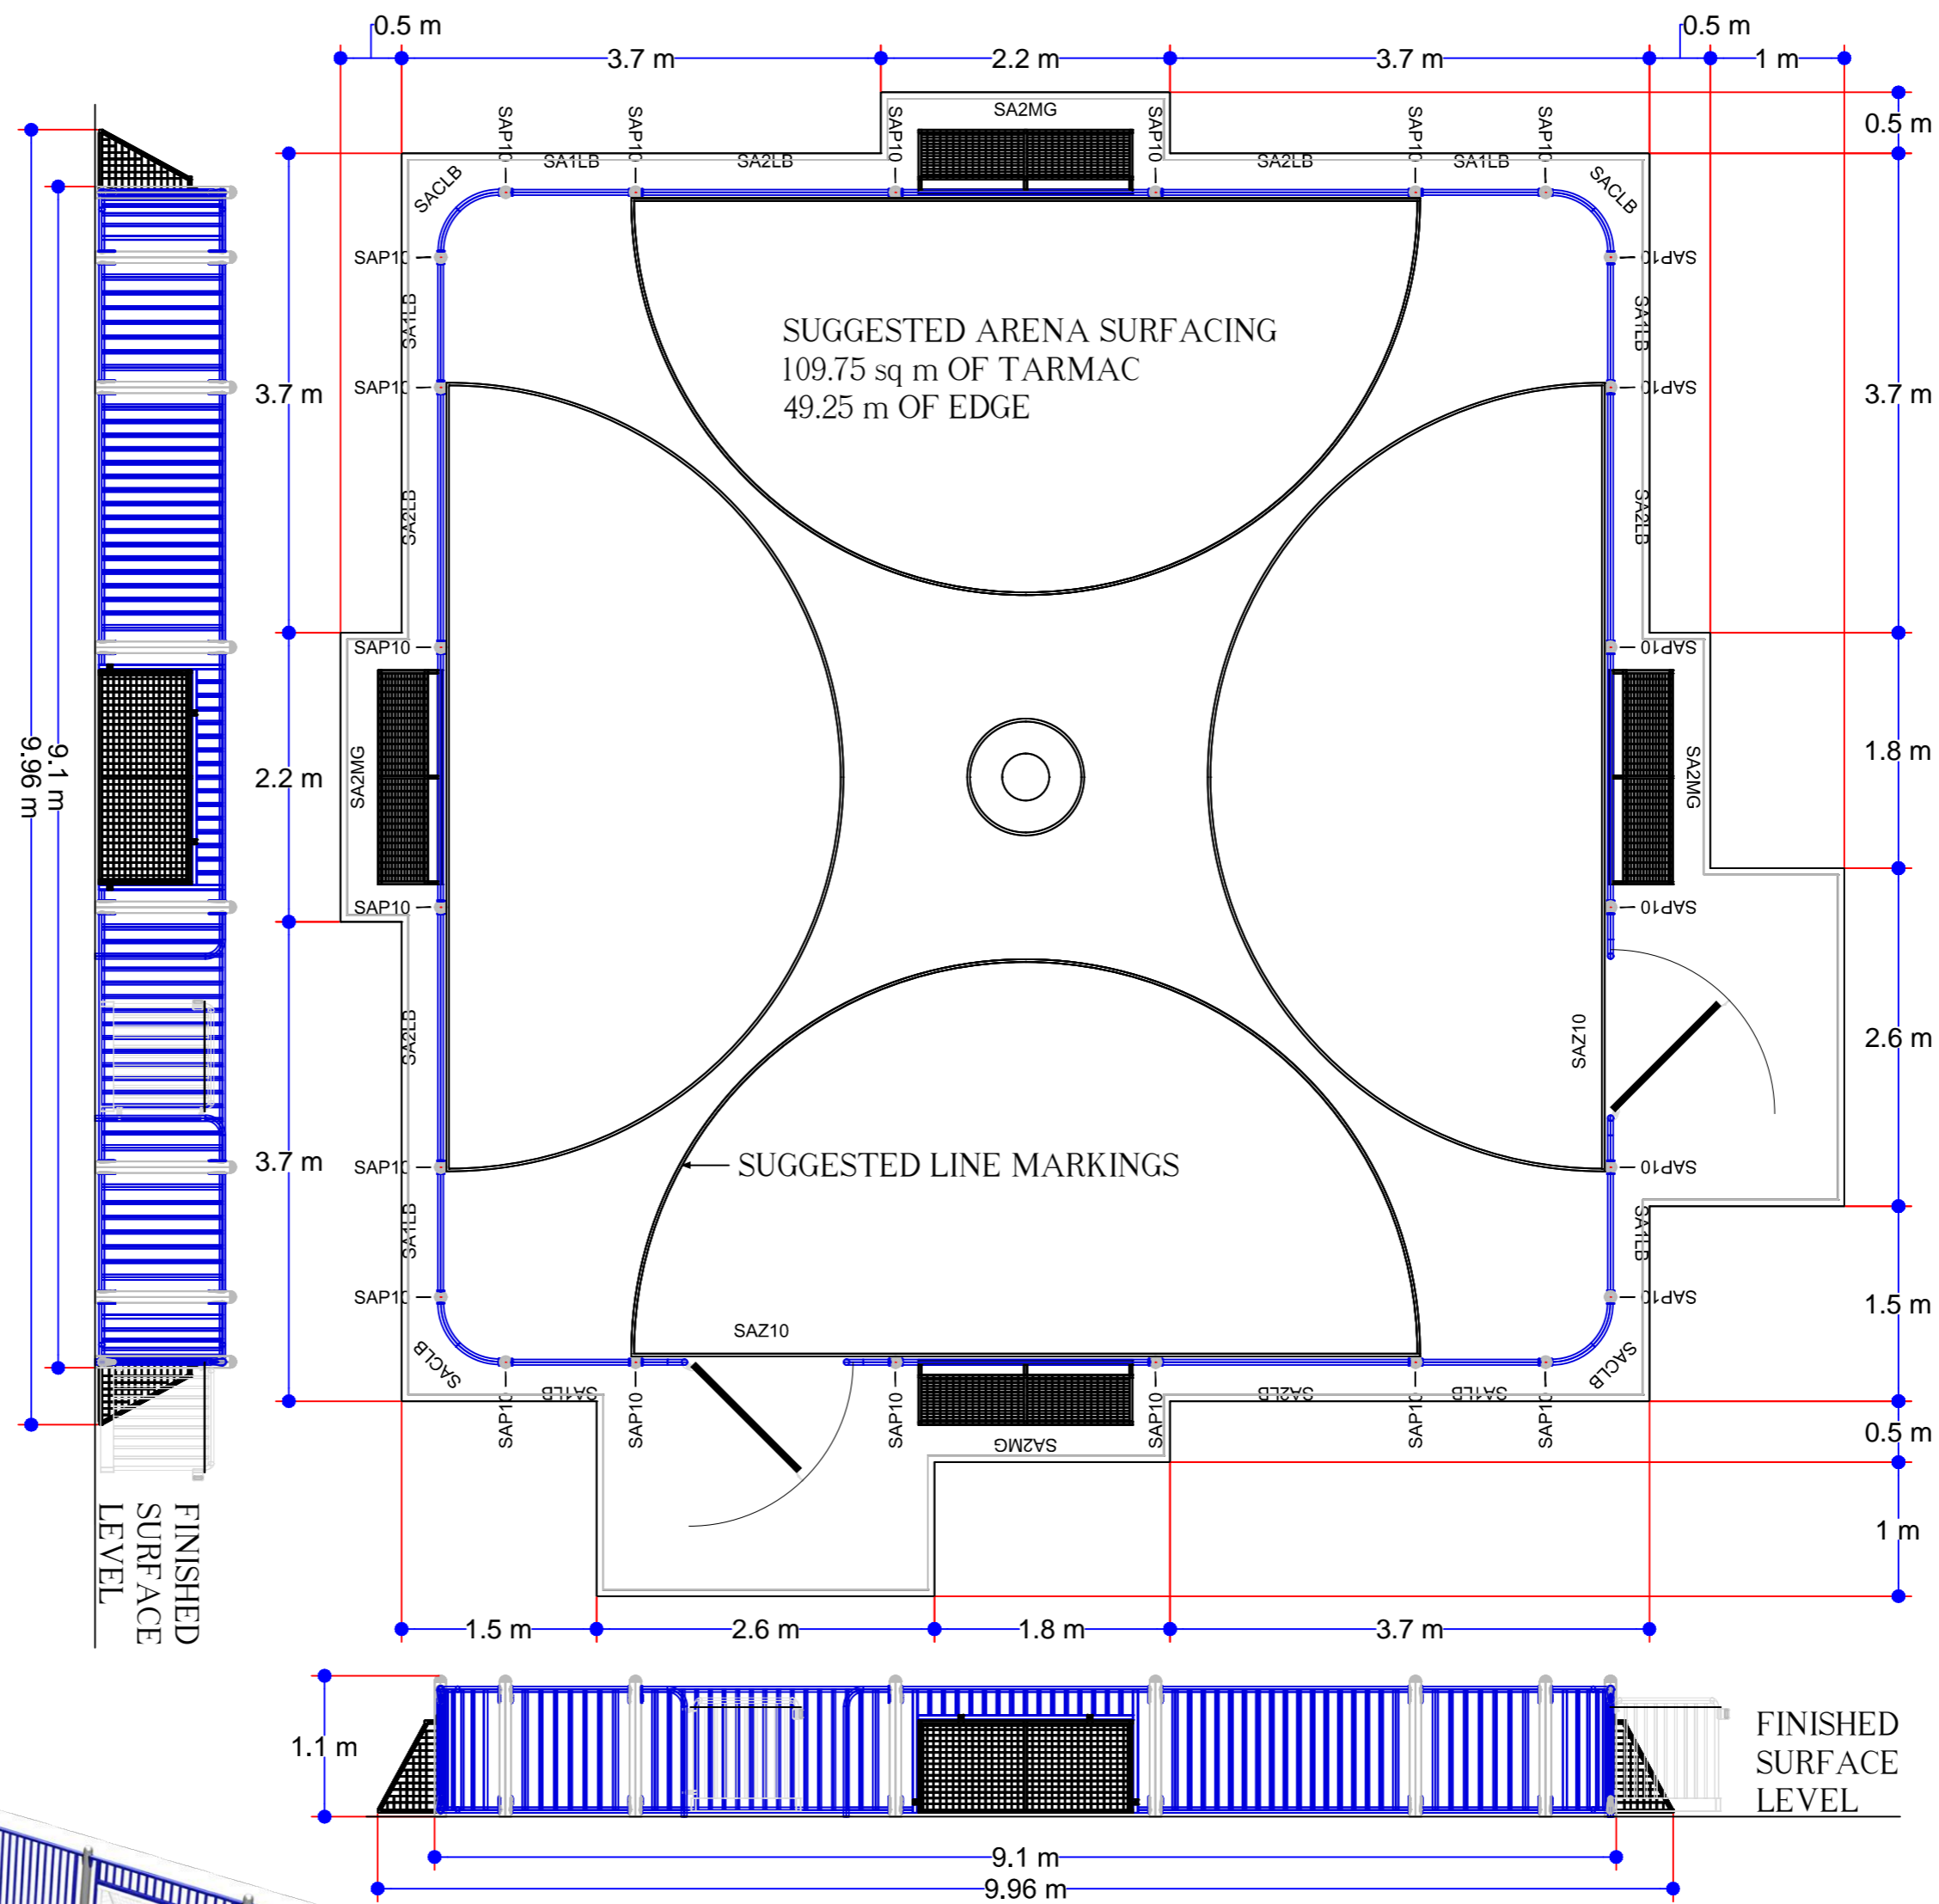 0.5 m
0.5 m
3.7 m
2.2 m
3.7 m
1 m
0.5 m
SA2MG
SAP10
SAP10
SAP10
SAP10
SAP10
SAP10
SA1LB
SA2LB
SA2LB
SA1LB
SACLB
SACLB
SAP10
SAP10
SA1LB
SA1LB
SUGGESTED ARENA SURFACING
109.75 sq m OF TARMAC
49.25 m OF EDGE
3.7 m
3.7 m
SAP10
SAP10
SA2LB
SA2LB
SAP10
SAP10
9.96 m
9.1 m
2.2 m
SA2MG
SA2MG
1.8 m
SAP10
SAP10
SA2LB
SAZ10
2.6 m
3.7 m
SAP10
SUGGESTED LINE MARKINGS
SAP10
SA1LB
SA1LB
SAP10
SAP10
1.5 m
SAZ10
SACLB
SACLB
SA1LB
SA2LB
SA1LB
SAP10
SAP10
SAP10
SAP10
SAP10
SAP10
SA2MG
0.5 m
1 m
FINISHED
SURFACE
LEVEL
1.5 m
2.6 m
1.8 m
3.7 m
1.1 m
FINISHED
SURFACE
LEVEL
9.1 m
9.96 m